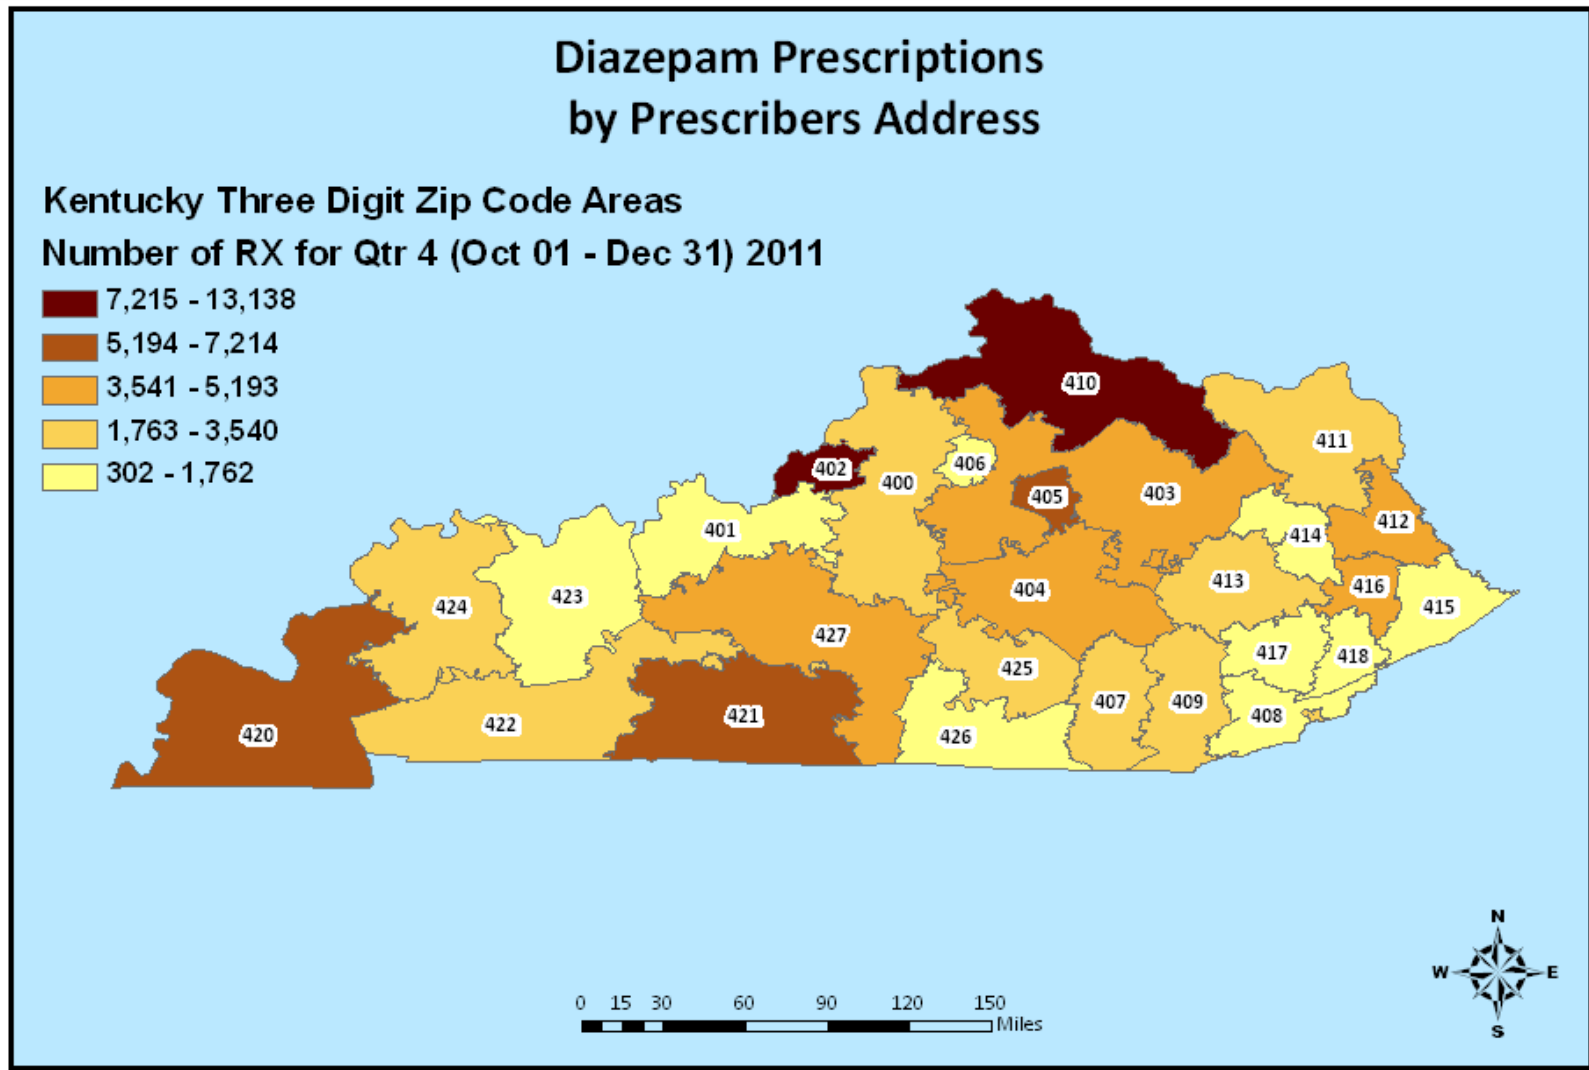 Diazepam Prescriptions
by Prescribers Address
Kentucky Three Digit Zip Code Areas
Number of RX for Qtr 4 (Oct 01 - Dec 31) 2011
7,215 - 13,138
5,194 - 7,214
3,541 - 5,193
1,763 - 3,540
302 - 1,762
410
411
402
406
400
405
403
412
401
414
413
416
404
415
423
424
427
417
418
425
407
409
408
421
422
420
426
N
W
E
S
0 15 30 60 90 120 150
Miles